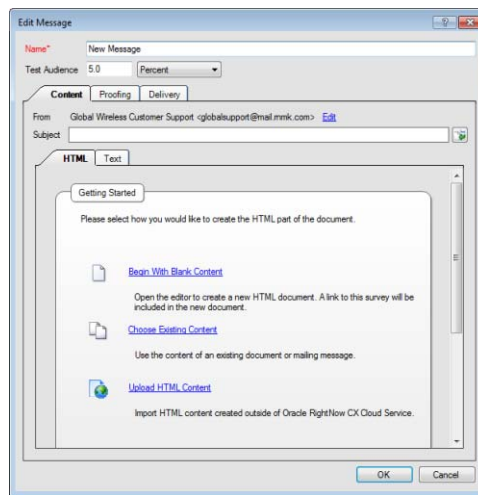 Edit Message
Name* New Message
Test Audience 5.0 Percent
Content Proofing Delivery
From Global Wireless Customer Support <globalsupport@mail.mmk.com> Edit
Subject
HTML Text
Getting Started
Please select how you would like to create the HTML part of the document.
Begin With Blank Content
Open the editor to create a new HTML document. A link to this survey will be
included in the new document.
Choose Existing Content
Use the content of an existing document or mailing message.
Upload HTML Content
Import HTML content created outside of Oracle RightNow CX Cloud Service.
OK Cancel